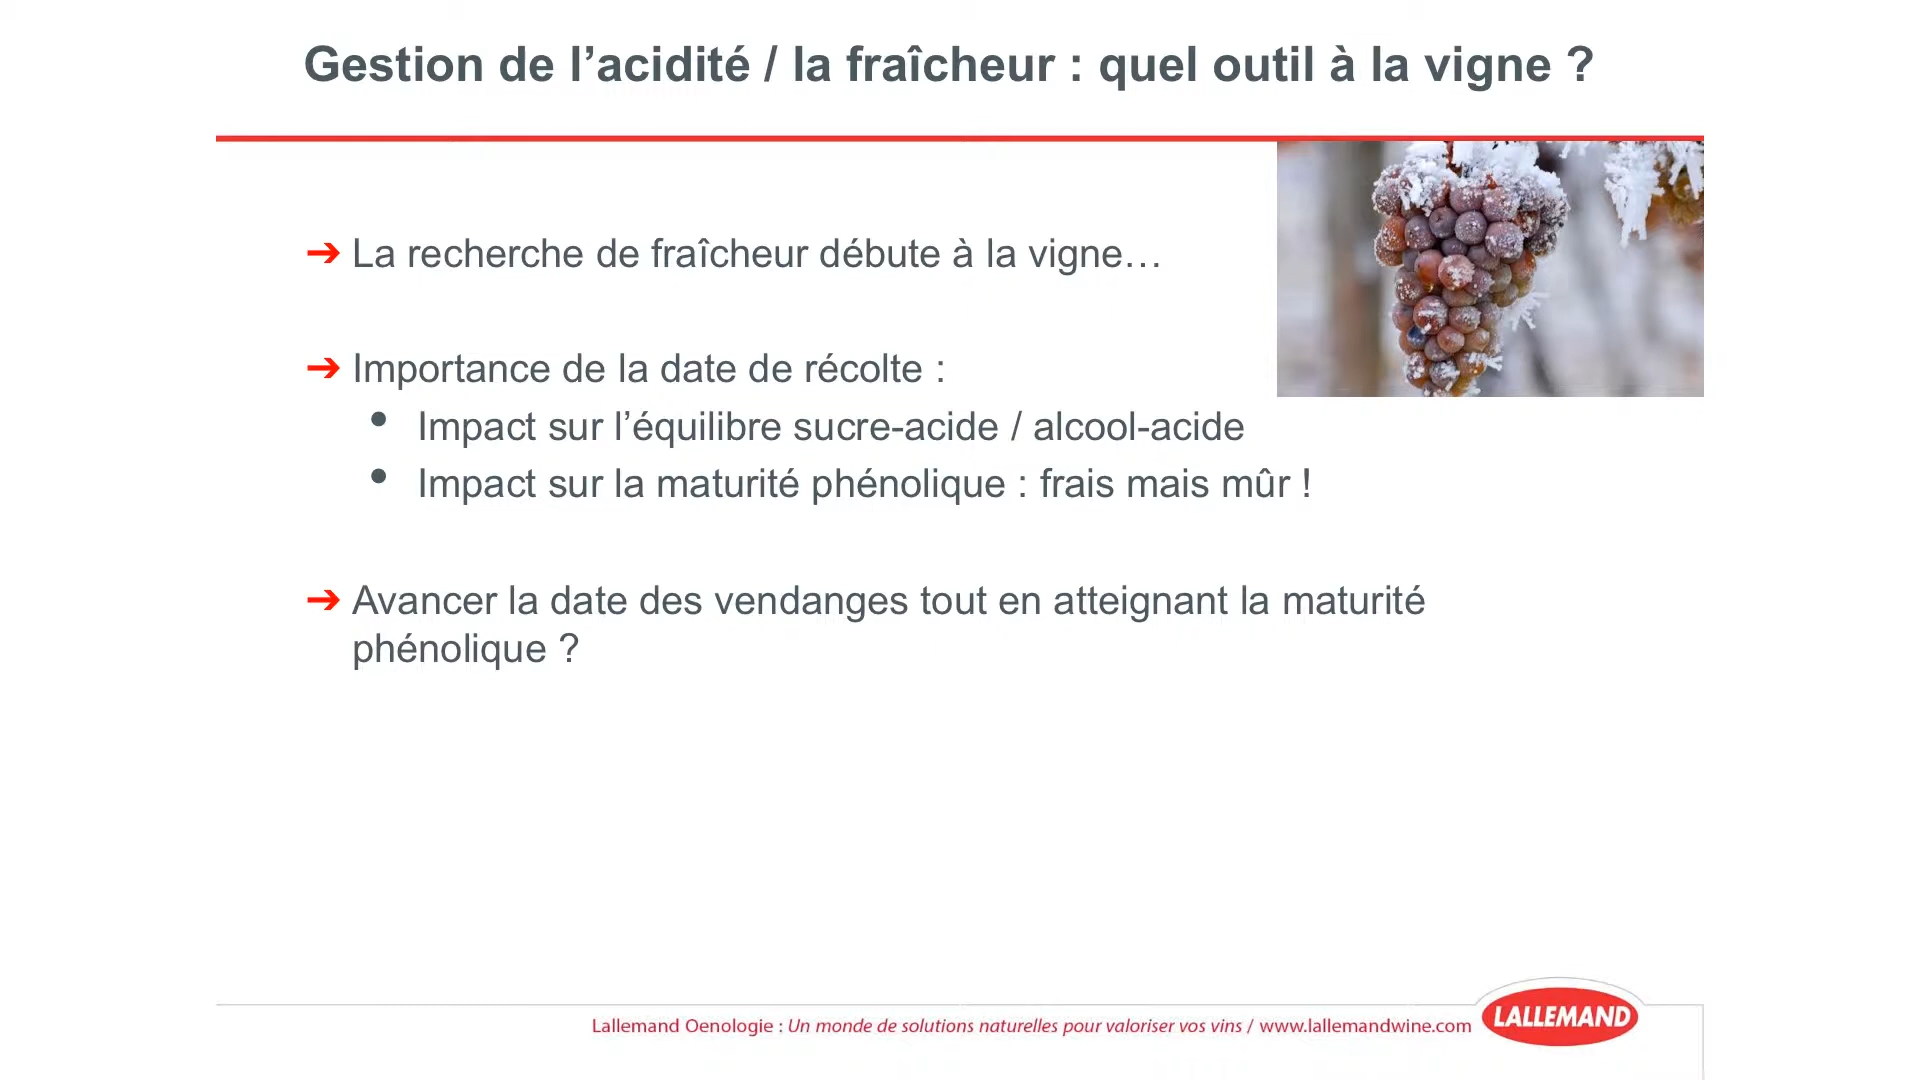 Gestion de l’acidité / la fraîcheur : quel outil à la vigne ?
➔ La recherche de fraîcheur débute à la vigne…
➔ Importance de la date de récolte :
• Impact sur l’équilibre sucre-acide / alcool-acide
• Impact sur la maturité phénolique : frais mais mûr !
➔ Avancer la date des vendanges tout en atteignant la maturité
phénolique ?
Lallemand Oenologie : Un monde de solutions naturelles pour valoriser vos vins / www.lallemandwine.com
LALLEMAND